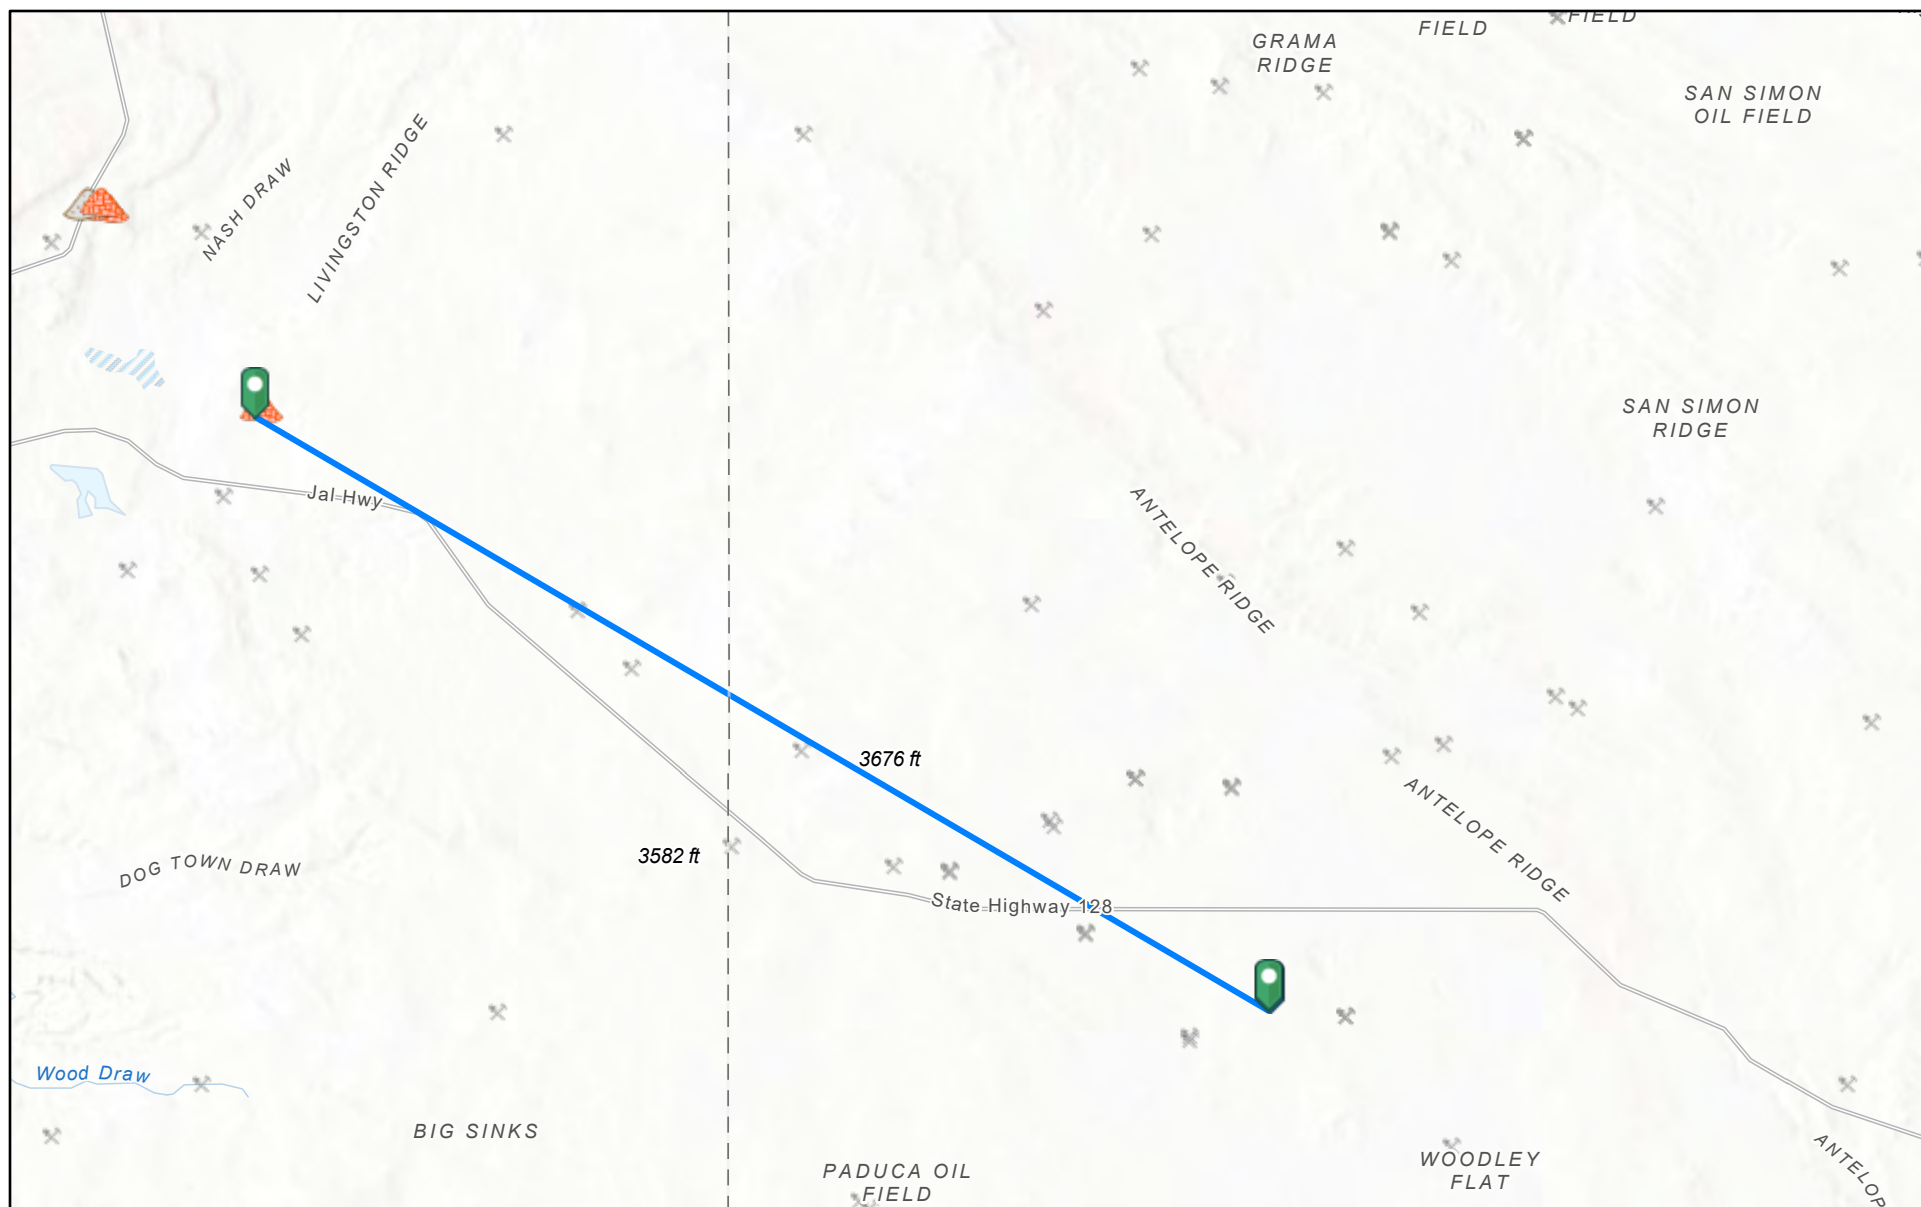 FIELD
FIELD
GRAMA
RIDGE
SAN SIMON
OIL FIELD
NASH DRAW
LIVINGSTON RIDGE
SAN SIMON
RIDGE
Jal Hwy
ANTELOPE RIDGE
3676 ft
ANTELOPE RIDGE
3582 ft
DOG TOWN DRAW
State Highway 128
Wood Draw
BIG SINKS
PADUCA OIL
FIELD
WOODLEY
FLAT
ANTELOP